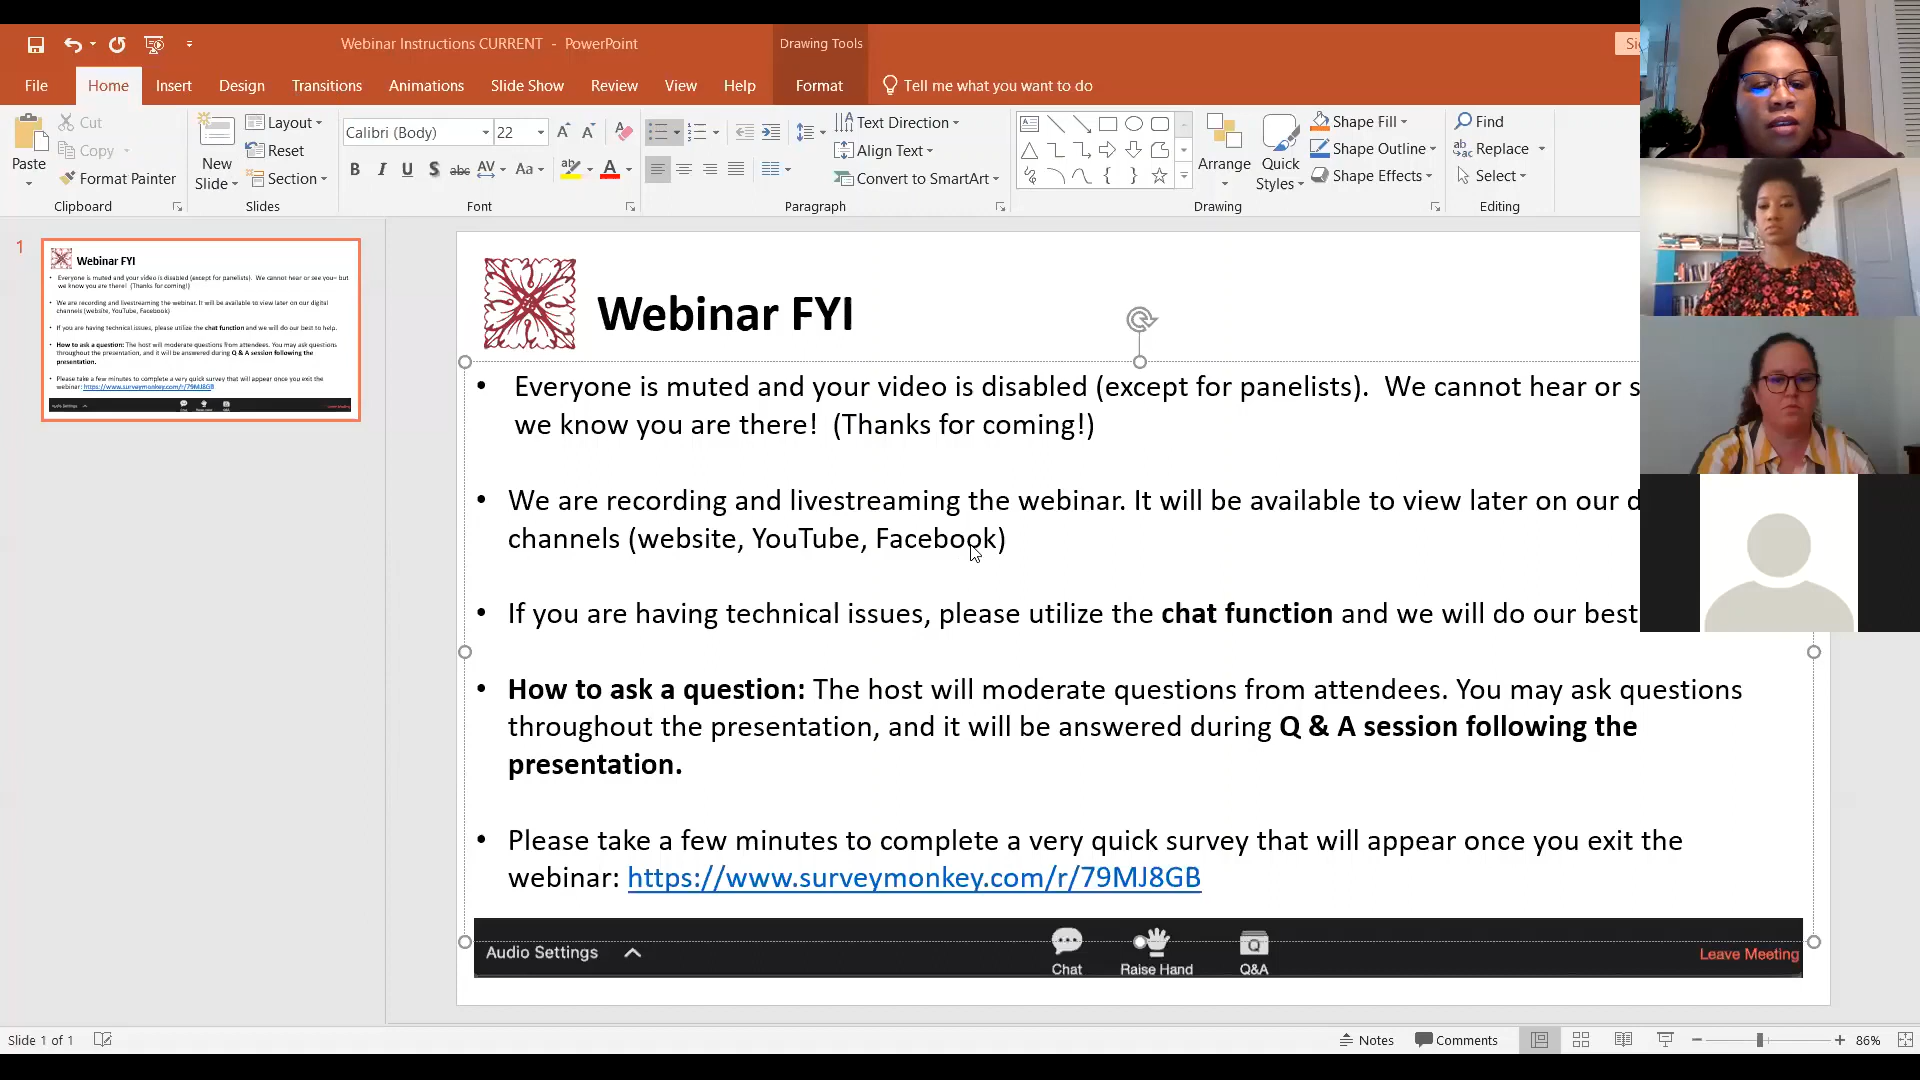 Webinar Instructions CURRENT - PowerPoint
Drawing Tools
File Home Insert Design Transitions Animations Slide Show Review View Help Format Tell me what you want to do
Paste
Cut
Copy
Format Painter
Clipboard
New
Slide
Layout
Reset
Section
Slides
Calibri (Body) 22
B I U S abc AV Aa A
Font
Text Direction
Align Text
Convert to SmartArt
Paragraph
Arrange
Quick
Styles
Shape Fill
Shape Outline
Shape Effects
Drawing
Find
Replace
Select
Editing
1
Webinar FYI
Everyone is muted and your video is disabled (except for panelists). We cannot hear or see you– but
we know you are there! (Thanks for coming!)
We are recording and livestreaming the webinar. It will be available to view later on our digital
channels (website, YouTube, Facebook)
If you are having technical issues, please utilize the chat function and we will do our best to help.
How to ask a question: The host will moderate questions from attendees. You may ask questions
throughout the presentation, and it will be answered during Q & A session following the
presentation.
Please take a few minutes to complete a very quick survey that will appear once you exit the
webinar: https://www.surveymonkey.com/r/79MJ8GB
Webinar FYI
• Everyone is muted and your video is disabled (except for panelists). We cannot hear or s
we know you are there! (Thanks for coming!)
• We are recording and livestreaming the webinar. It will be available to view later on our d
channels (website, YouTube, Facebook)
• If you are having technical issues, please utilize the chat function and we will do our best
• How to ask a question: The host will moderate questions from attendees. You may ask questions
throughout the presentation, and it will be answered during Q & A session following the
presentation.
• Please take a few minutes to complete a very quick survey that will appear once you exit the
webinar: https://www.surveymonkey.com/r/79MJ8GB
Audio Settings Chat Raise Hand Q&A Leave Meeting
Slide 1 of 1 Notes Comments 86%